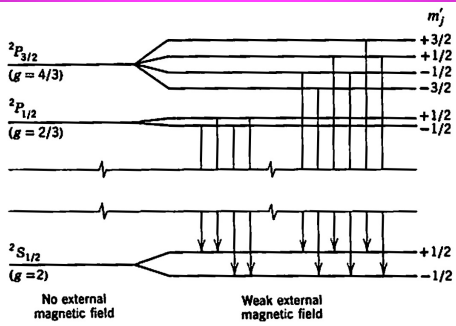 m′j
²P3/2
(g = 4/3)
+3/2
+1/2
−1/2
−3/2
²P1/2
(g = 2/3)
+1/2
−1/2
²S1/2
(g=2)
+1/2
−1/2
No external
magnetic field
Weak external
magnetic field